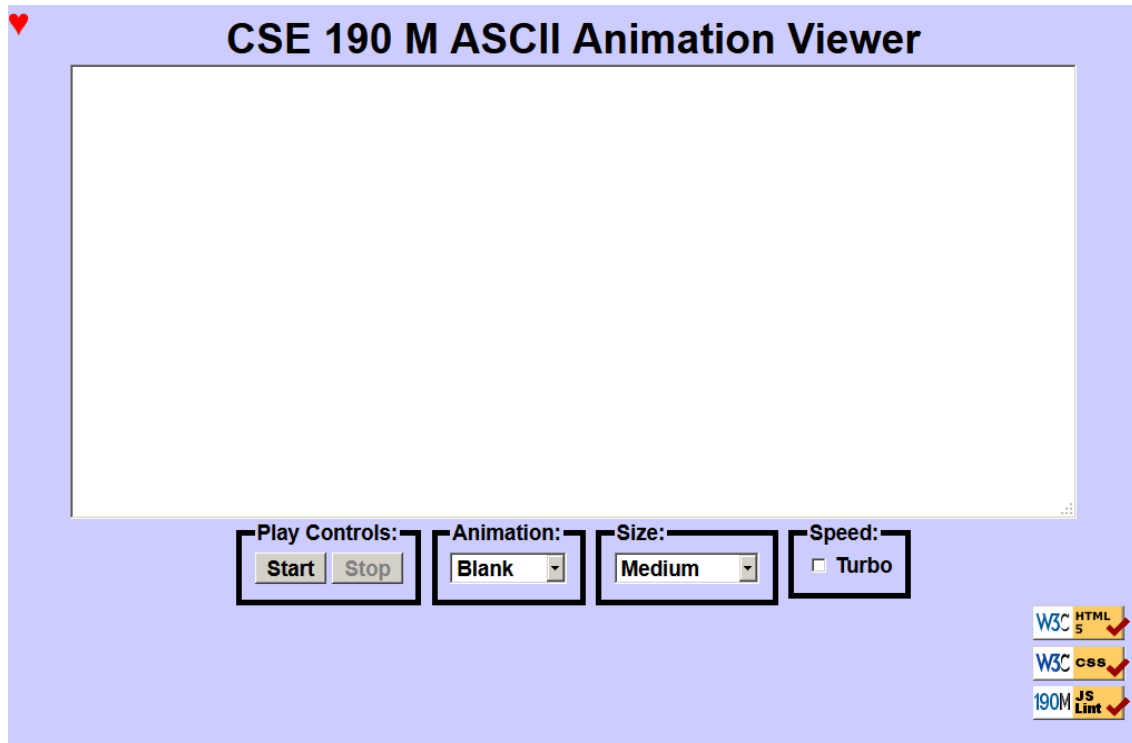 CSE 190 M ASCII Animation Viewer
Play Controls: Animation: Size: Speed:
Start Stop Blank Medium Turbo
W3C HTML 5
W3C css
190M JS Lint